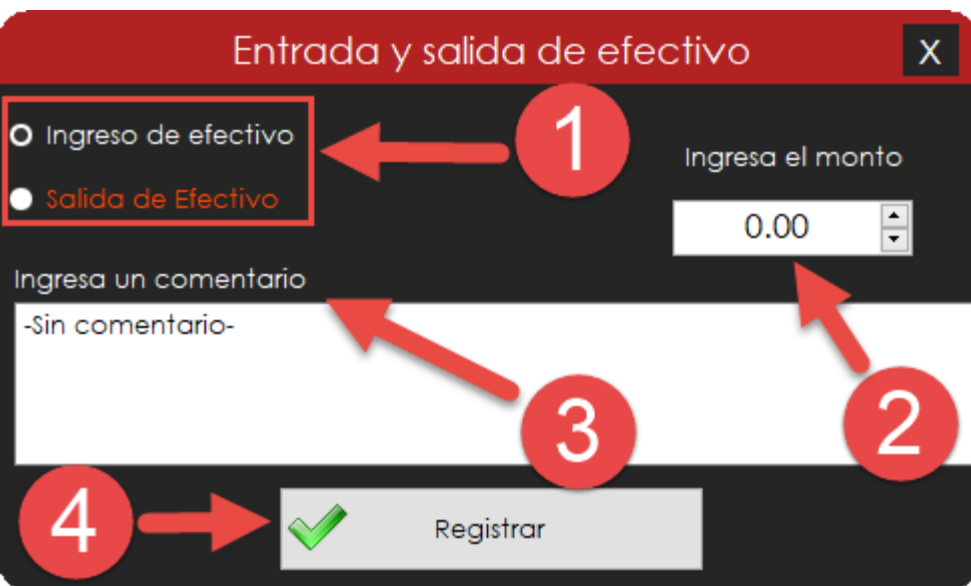 Entrada y salida de efectivo
X
Ingreso de efectivo
1
Ingresa el monto
Salida de Efectivo
0.00
Ingresa un comentario
-Sin comentario-
3
2
4
Registrar